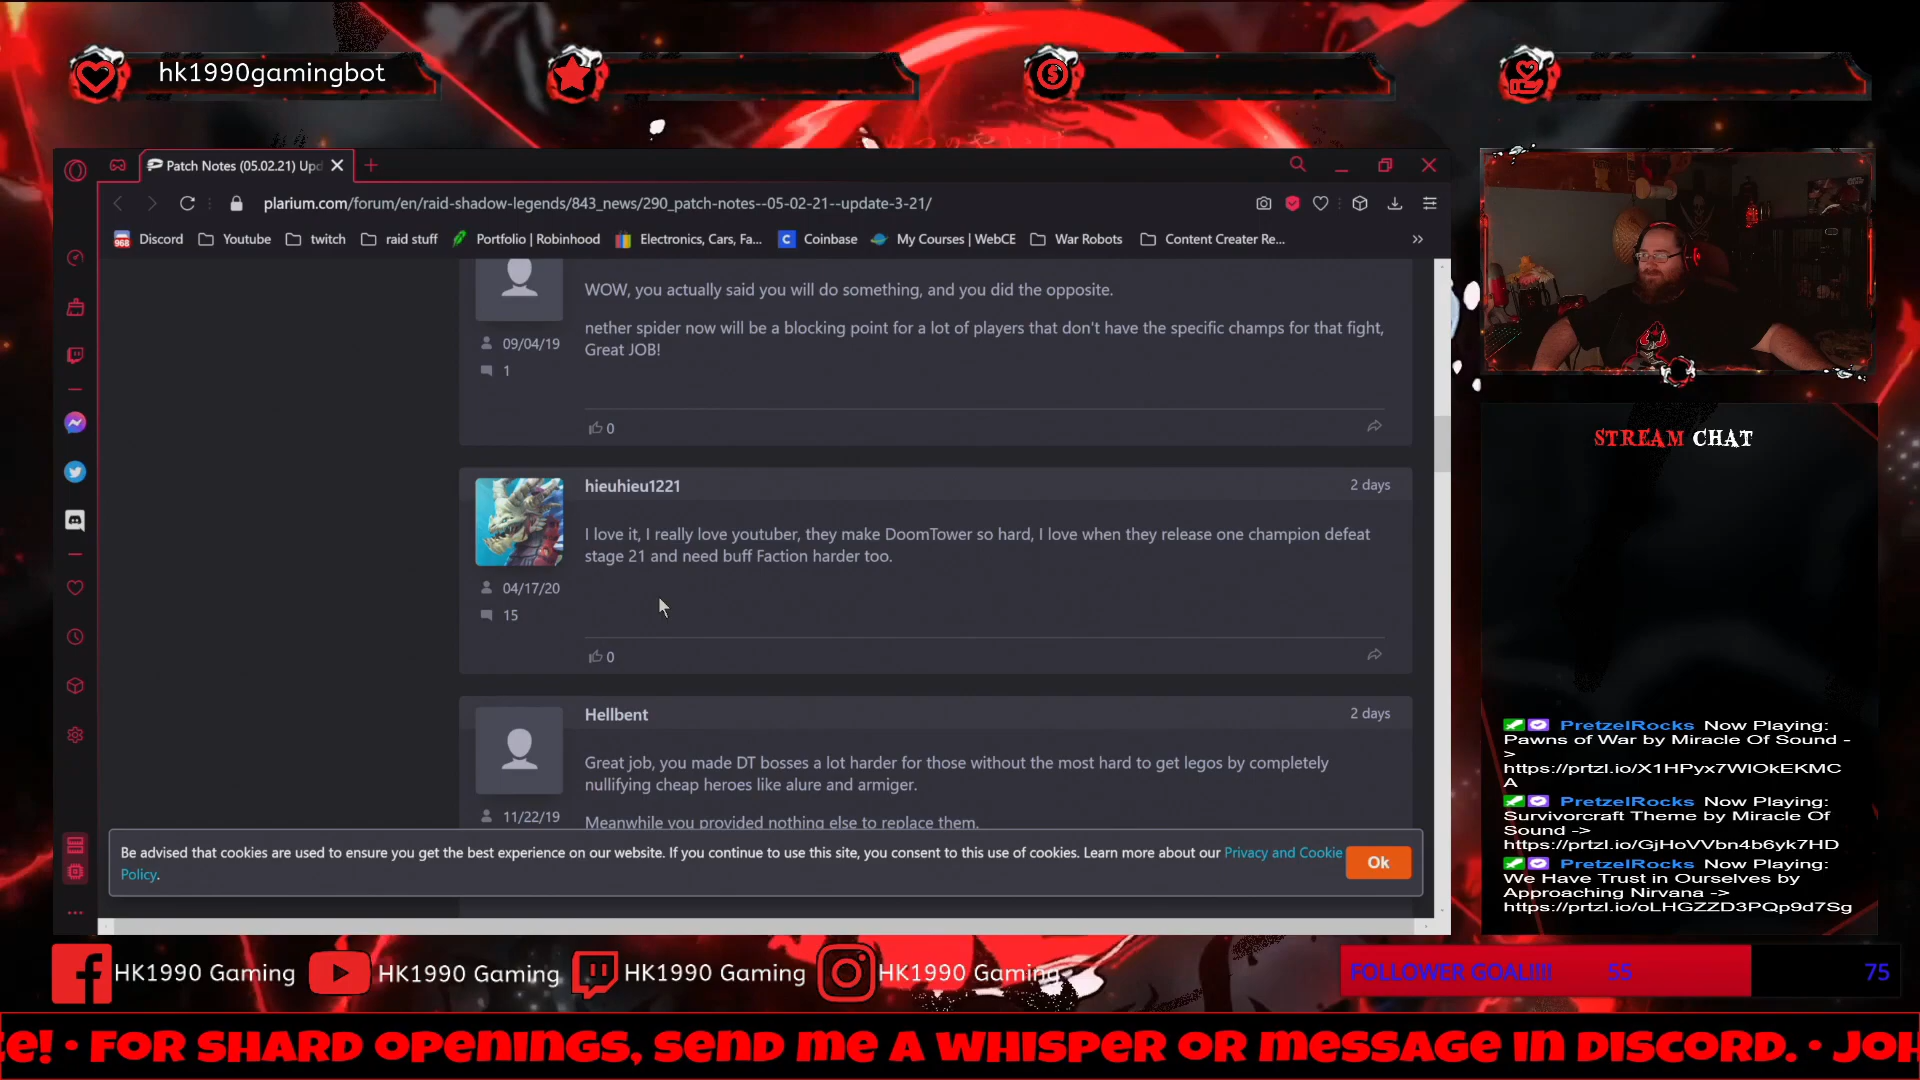 hk1990gamingbot
Patch Notes (05.02.21) Upd
plarium.com/forum/en/raid-shadow-legends/843_news/290_patch-notes--05-02-21--update-3-21/
968 Discord Youtube twitch raid stuff Portfolio | Robinhood Electronics, Cars, Fa... Coinbase My Courses | WebCE War Robots Content Creater Re... »
WOW, you actually said you will do something, and you did the opposite.
nether spider now will be a blocking point for a lot of players that don't have the specific champs for that fight,
Great JOB!
09/04/19
1
0
hieuhieu1221 2 days
I love it, I really love youtuber, they make DoomTower so hard, I love when they release one champion defeat
stage 21 and need buff Faction harder too.
04/17/20
15
0
Hellbent 2 days
Great job, you made DT bosses a lot harder for those without the most hard to get legos by completely
nullifying cheap heroes like alure and armiger.
11/22/19
Meanwhile you provided nothing else to replace them.
Be advised that cookies are used to ensure you get the best experience on our website. If you continue to use this site, you consent to this use of cookies. Learn more about our Privacy and Cookie
Policy.
Ok
STREAM CHAT
PretzelRocks Now Playing:
Pawns of War by Miracle Of Sound -
>
https://prtzl.io/X1HPyx7WlOkEKMC
A
PretzelRocks Now Playing:
Survivorcraft Theme by Miracle Of
Sound ->
https://prtzl.io/GjHoVVbn4b6yk7HD
PretzelRocks Now Playing:
We Have Trust in Ourselves by
Approaching Nirvana ->
https://prtzl.io/oLHGZZD3PQp9d7Sg
HK1990 Gaming HK1990 Gaming HK1990 Gaming HK1990 Gaming
FOLLOWER GOAL!!!! 55 75
te! • FOR SHARD OPENINGS, SEND ME A WHISPER OR MESSAGE IN DISCORD. • JOH